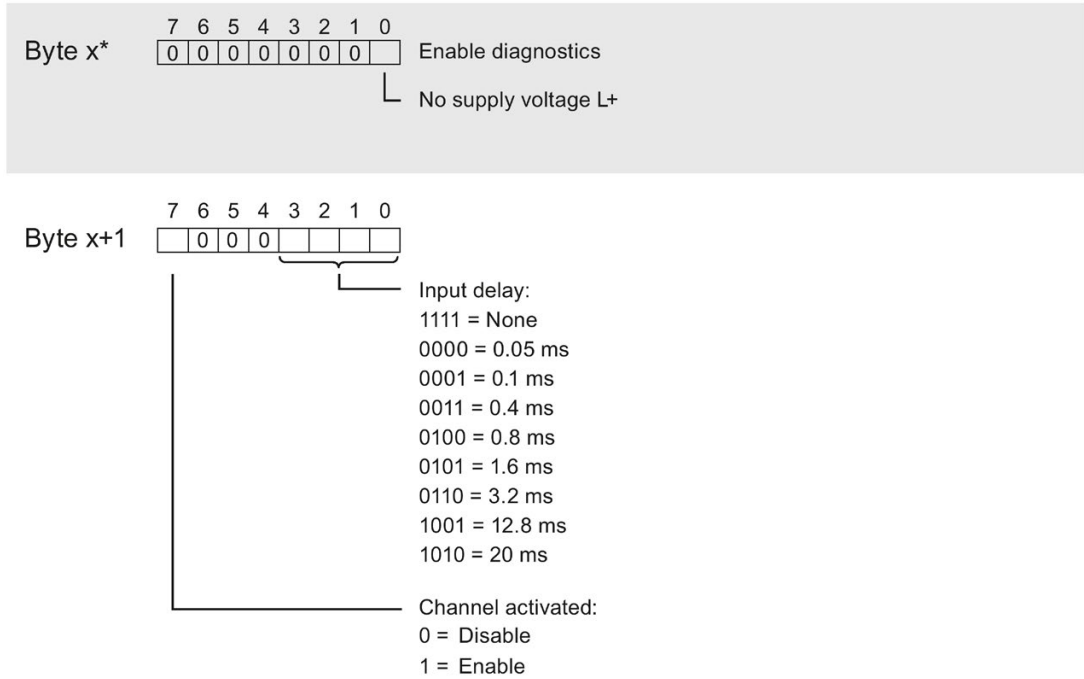 7 6 5 4 3 2 1 0
Byte x* 0 0 0 0 0 0 0 Enable diagnostics
No supply voltage L+
7 6 5 4 3 2 1 0
Byte x+1 0 0 0
Input delay:
1111 = None
0000 = 0.05 ms
0001 = 0.1 ms
0011 = 0.4 ms
0100 = 0.8 ms
0101 = 1.6 ms
0110 = 3.2 ms
1001 = 12.8 ms
1010 = 20 ms
Channel activated:
0 = Disable
1 = Enable